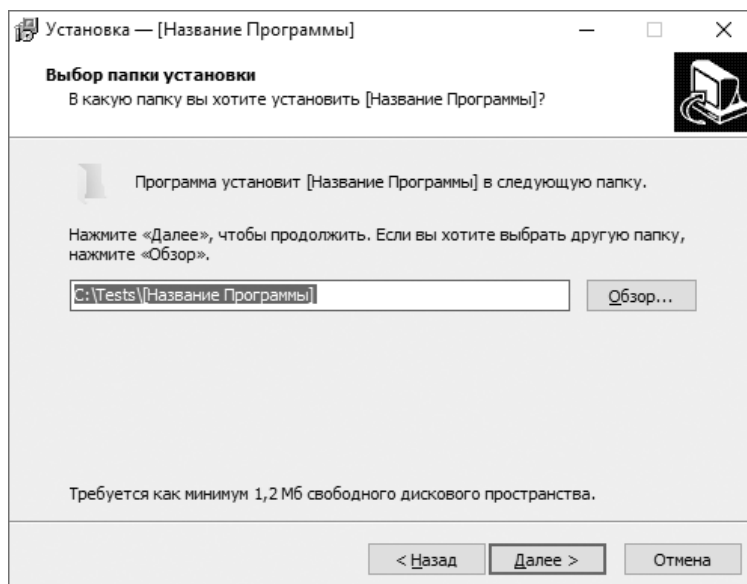 Установка — [Название Программы]
Выбор папки установки
В какую папку вы хотите установить [Название Программы]?
Программа установит [Название Программы] в следующую папку.
Нажмите «Далее», чтобы продолжить. Если вы хотите выбрать другую папку,
нажмите «Обзор».
C:\Tests\[Название Программы]
Обзор...
Требуется как минимум 1,2 Мб свободного дискового пространства.
< Назад
Далее >
Отмена